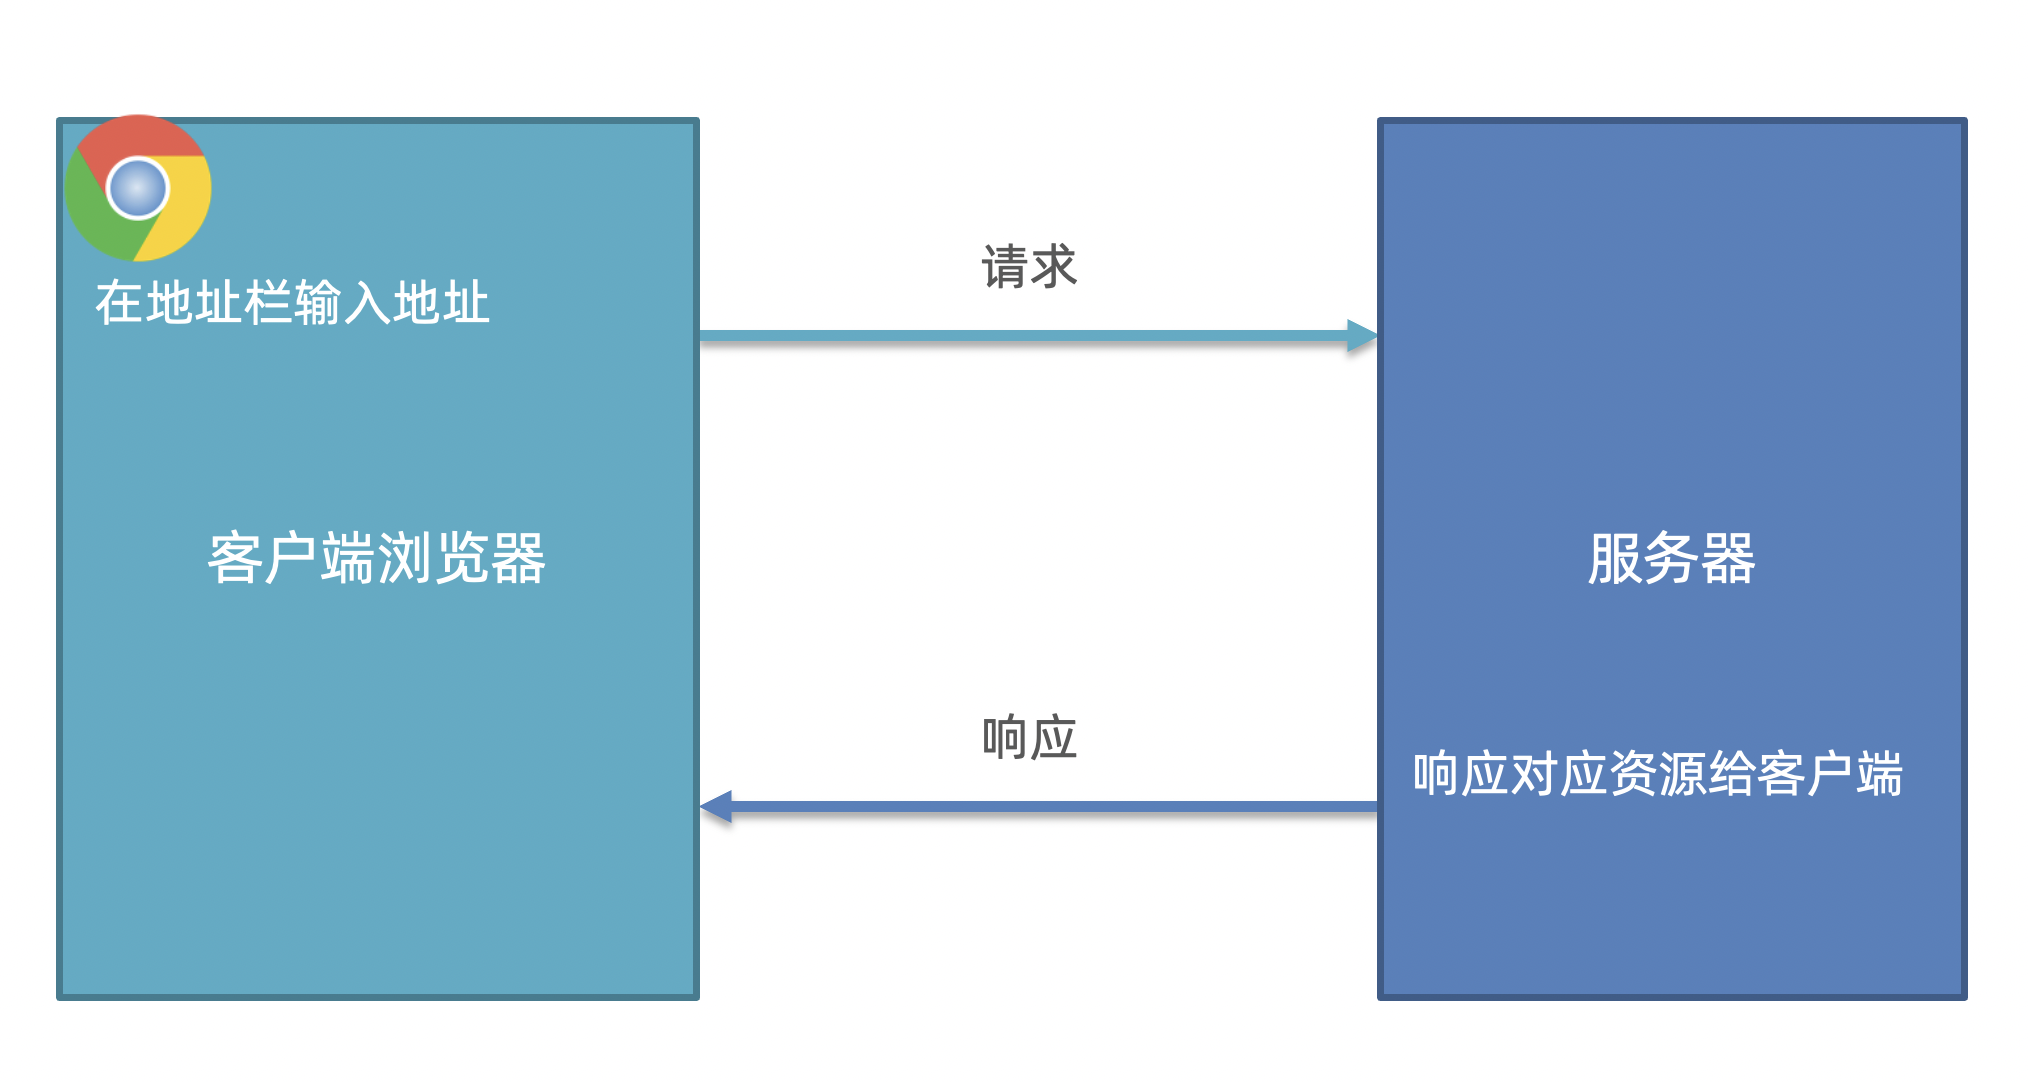 在地址栏输入地址
请求
客户端浏览器
服务器
响应
响应对应资源给客户端